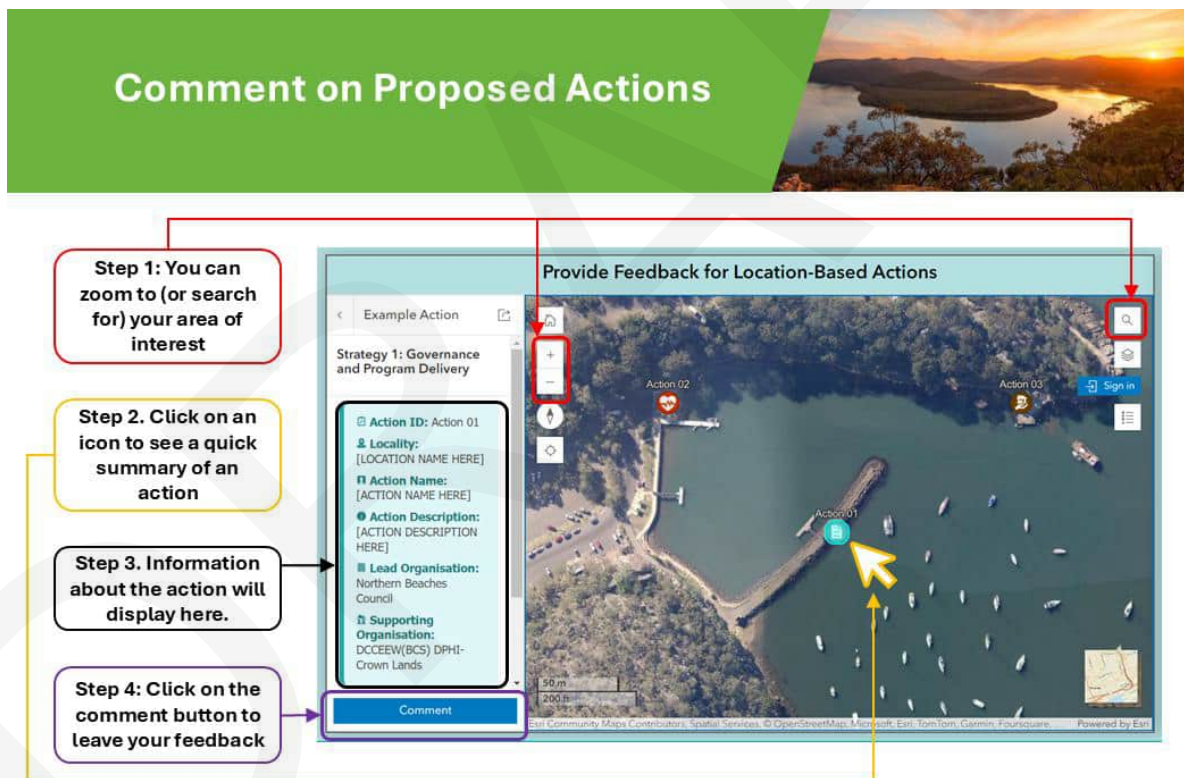 Comment on Proposed Actions
Step 1: You can
zoom to (or search
for) your area of
interest
Step 2. Click on an
icon to see a quick
summary of an
action
Step 3. Information
about the action will
display here.
Step 4: Click on the
comment button to
leave your feedback
Provide Feedback for Location-Based Actions
Example Action
Strategy 1: Governance
and Program Delivery
Action ID: Action 01
Locality:
[LOCATION NAME HERE]
Action Name:
[ACTION NAME HERE]
Action Description:
[ACTION DESCRIPTION
HERE]
Lead Organisation:
Northern Beaches
Council
Supporting
Organisation:
DCCEEW(BCS) DPHI-
Crown Lands
Comment
Action 02
Action 03
Sign in
Action 01
50 m
200 ft
Esri Community Maps Contributors, Spatial Services, © OpenStreetMap, Microsoft, Esri, TomTom, Garmin, Foursquare,
Powered by Esri